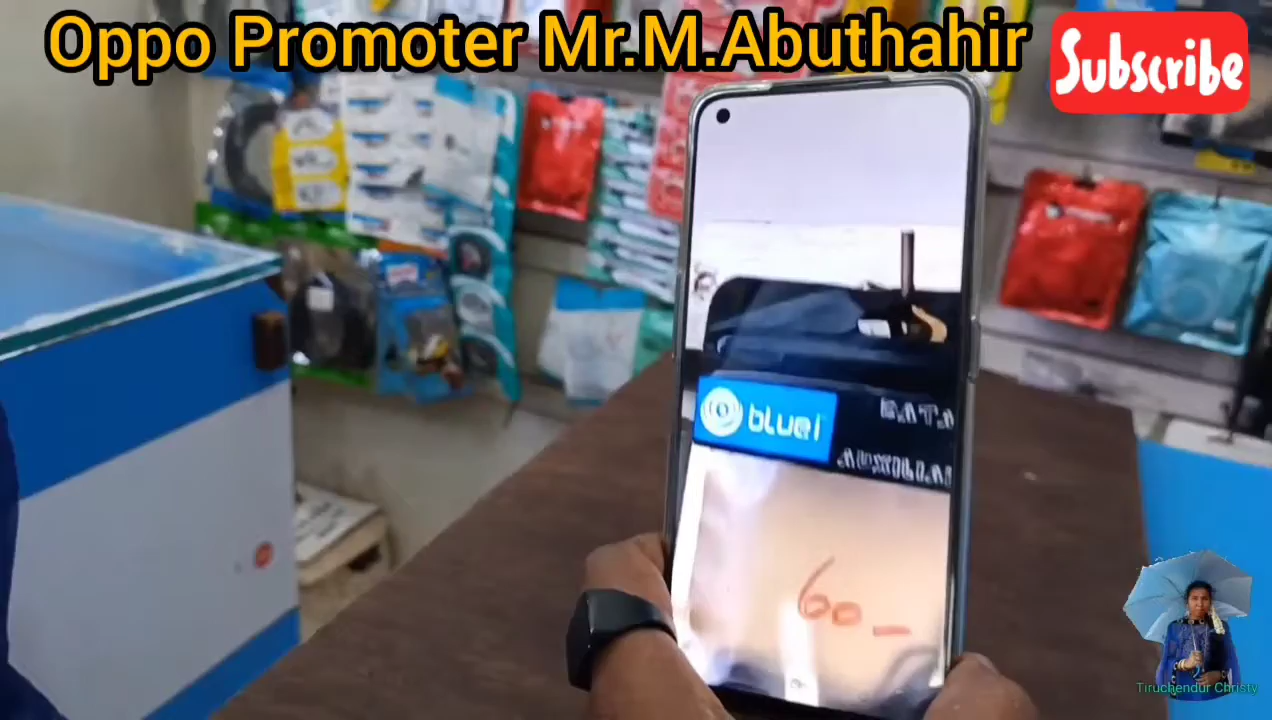 Oppo Promoter Mr.M.Abuthahir
Subscribe
bluei
60-
Tiruchendur Christy